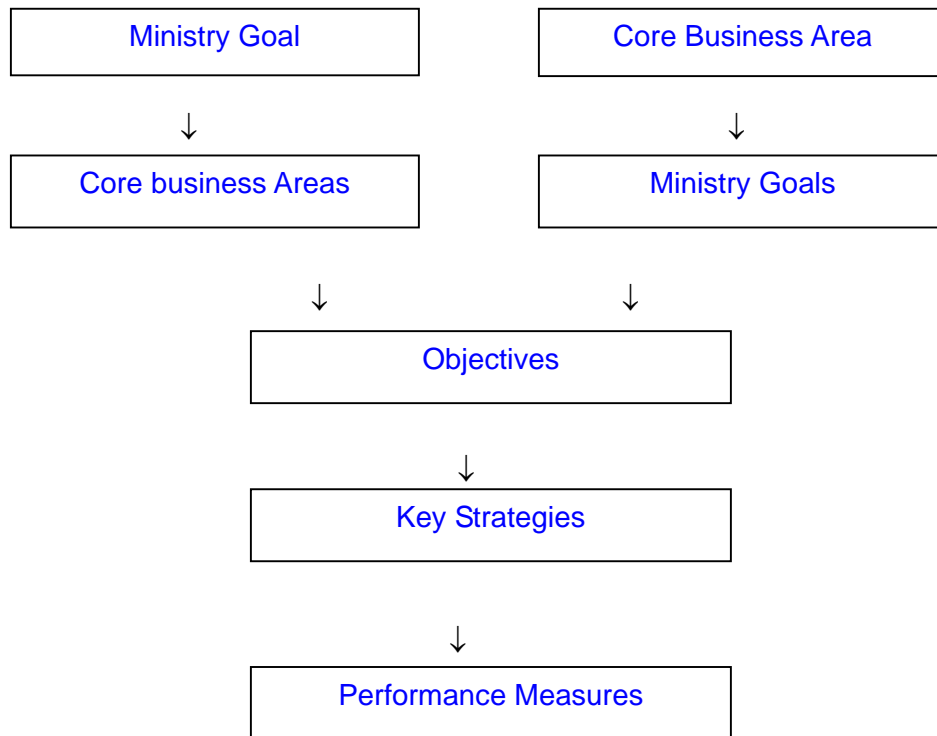 Ministry Goal
Core Business Area
↓
↓
Core business Areas
Ministry Goals
↓
↓
Objectives
↓
Key Strategies
↓
Performance Measures